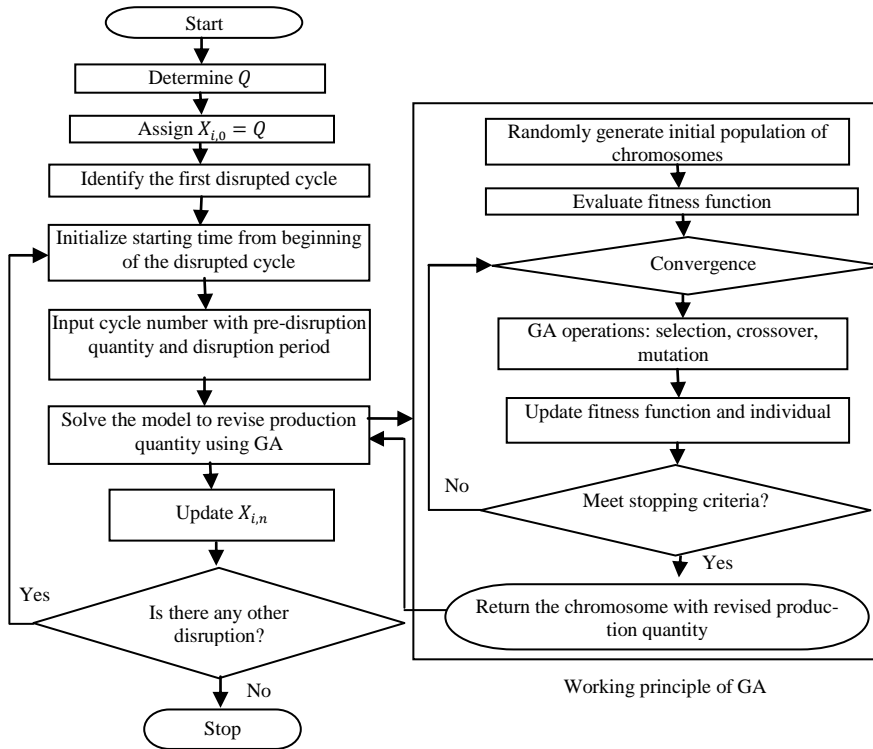 Start
Determine Q
Assign X_{i,0} = Q
Identify the first disrupted cycle
Initialize starting time from beginning
of the disrupted cycle
Input cycle number with pre-disruption
quantity and disruption period
Solve the model to revise production
quantity using GA
Update X_{i,n}
Yes
Is there any other
disruption?
No
Stop
Randomly generate initial population of
chromosomes
Evaluate fitness function
Convergence
GA operations: selection, crossover,
mutation
Update fitness function and individual
No
Meet stopping criteria?
Yes
Return the chromosome with revised produc-
tion quantity
Working principle of GA